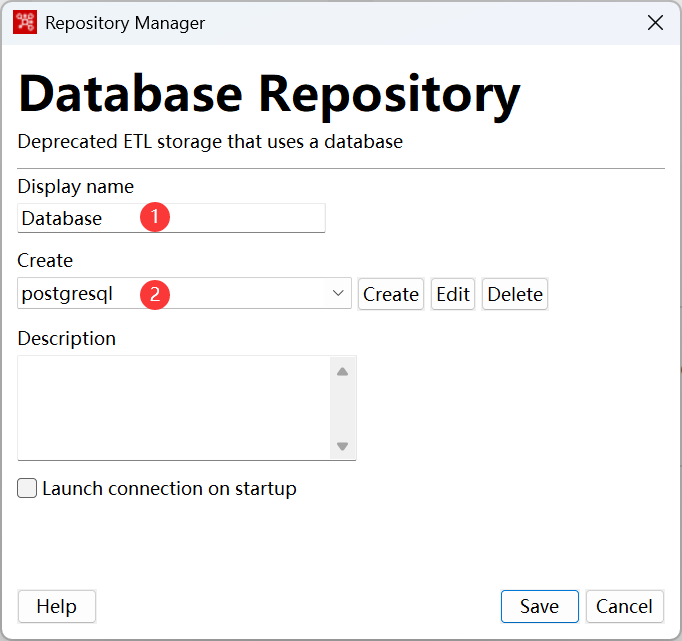 Repository Manager
Database Repository
Deprecated ETL storage that uses a database
Display name
Database 1
Create
postgresql 2 Create Edit Delete
Description
Launch connection on startup
Help Save Cancel